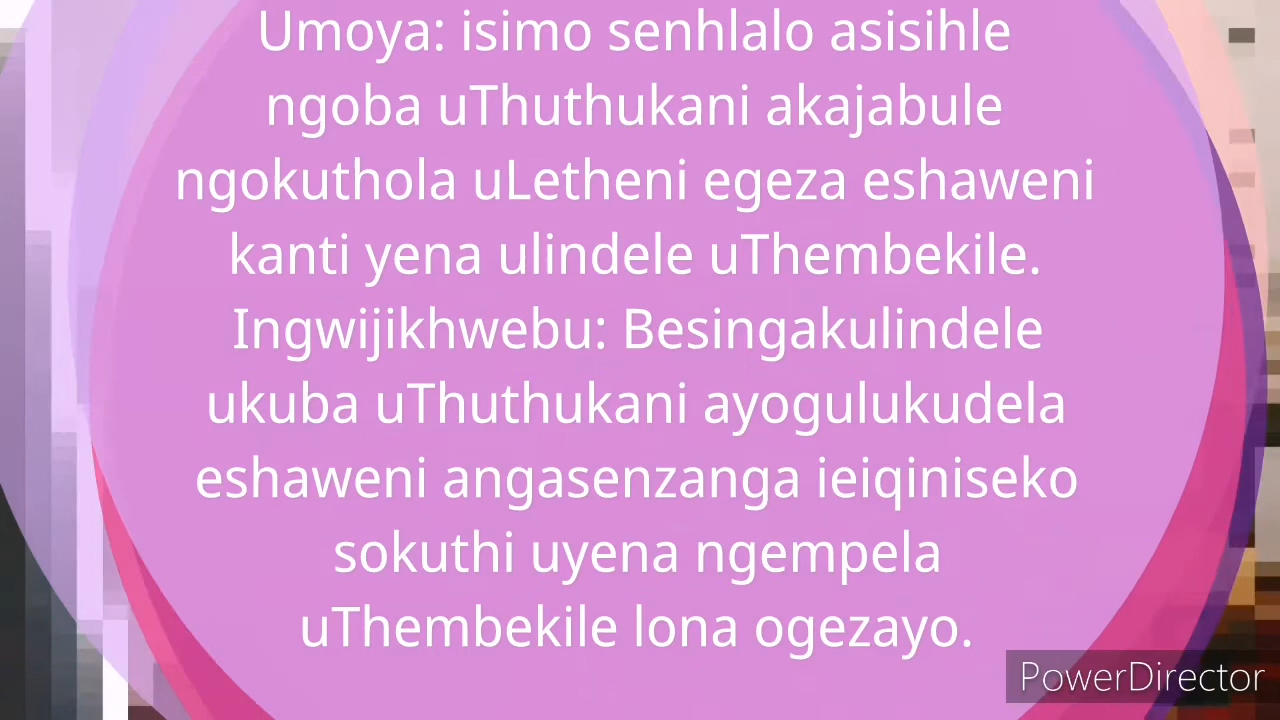 Umoya: isimo senhlalo asisihle
ngoba uThuthukani akajabule
ngokuthola uLetheni egeza eshaweni
kanti yena ulindele uThembekile.
Ingwijikhwebu: Besingakulindele
ukuba uThuthukani ayogulukudela
eshaweni angasenzanga ieiqiniseko
sokuthi uyena ngempela
uThembekile lona ogezayo.
PowerDirector